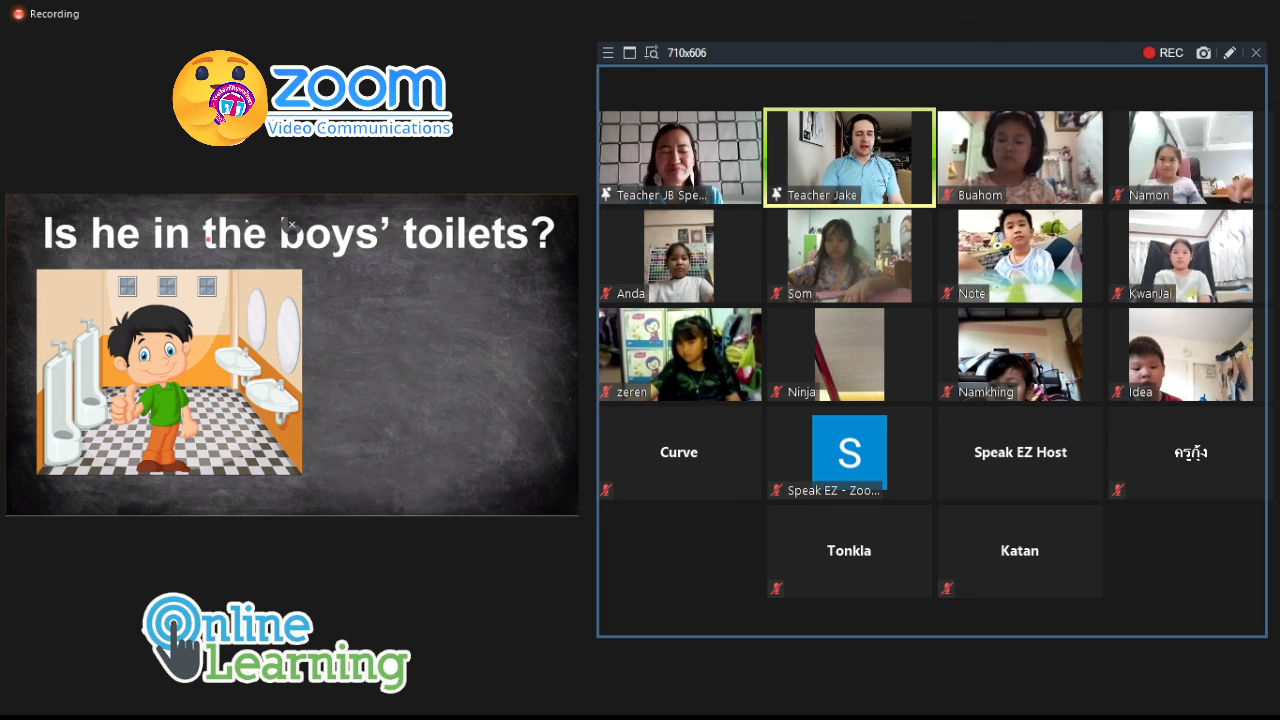 Recording
zoom
Video Communications
Is he in the boys’ toilets?
Online
Learning
710x606
REC
Teacher JB Spe...
Teacher Jake
Buahom
Namon
Anda
Som
Note
KwanJai
zeren
Ninja
Namkhing
Idea
Curve
S
Speak EZ - Zoo...
Speak EZ Host
ครูกุ้ง
Tonkla
Katan